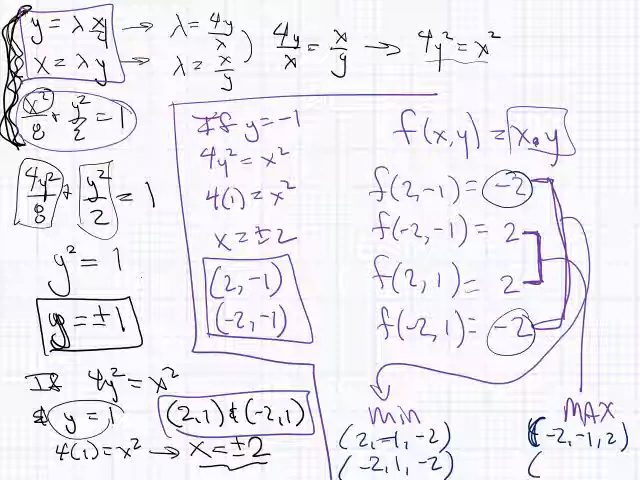 y = λ x/4 → λ = 4y/x
x = λ y → λ = x/y
4y/x = x/y → 4y² = x²
x²/8 + y²/2 = 1
4y²/8 + y²/2 = 1
y² = 1
y = ±1
If 4y² = x²
& y = 1
4(1) = x² → x = ±2
(2,1) & (-2,1)
If y = -1
4y² = x²
4(1) = x²
x = ±2
(2,-1)
(-2,-1)
f(x,y) = x•y
f(2,-1) = -2
f(-2,-1) = 2
f(2,1) = 2
f(-2,1) = -2
min
(2,-1,-2)
(-2,1,-2)
MAX
(-2,-1,2)
(